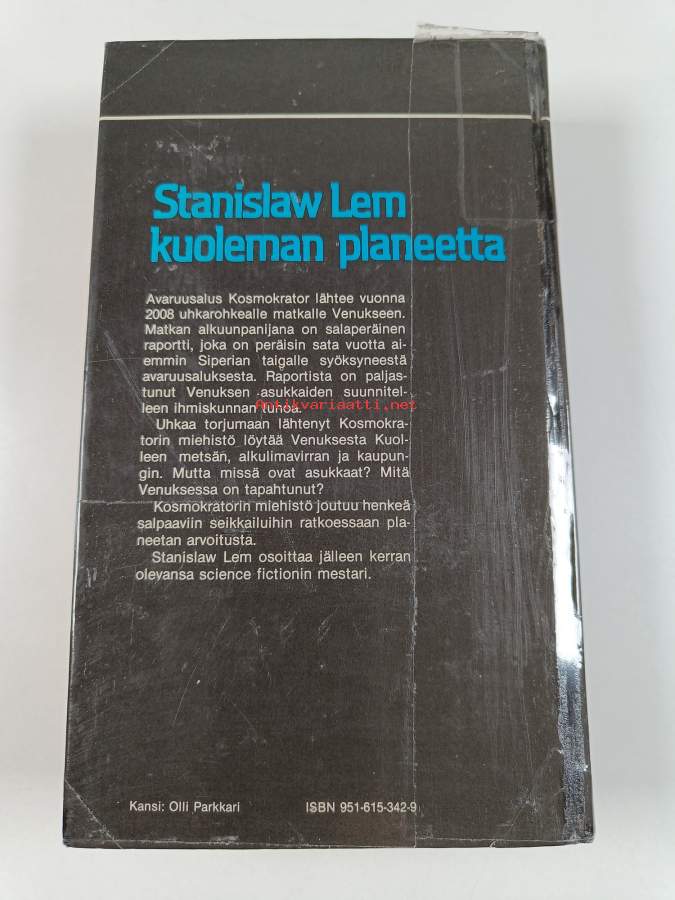 Stanislaw Lem
kuoleman planeetta
Avaruusalus Kosmokrator lähtee vuonna
2008 uhkarohkealle matkalle Venukseen.
Matkan alkuunpanijana on salaperäinen
raportti, joka on peräisin sata vuotta ai-
emmin Siperian taigalle syöksyneestä
avaruusaluksesta. Raportista on paljas-
tunut Venuksen asukkaiden suunnitel-
leen ihmiskunnan tuhoa.
Antikvariaatti.net
Uhkaa torjumaan lähtenyt Kosmokra-
torin miehistö löytää Venuksesta Kuol-
leen metsän, alkulimavirran ja kaupun-
gin. Mutta missä ovat asukkaat? Mitä
Venuksessa on tapahtunut?
Kosmokratorin miehistö joutuu henkeä
salpaaviin seikkailuihin ratkoessaan pla-
neetan arvoitusta.
Stanislaw Lem osoittaa jälleen kerran
olevansa science fictionin mestari.
Kansi: Olli Parkkari ISBN 951-615-342-9